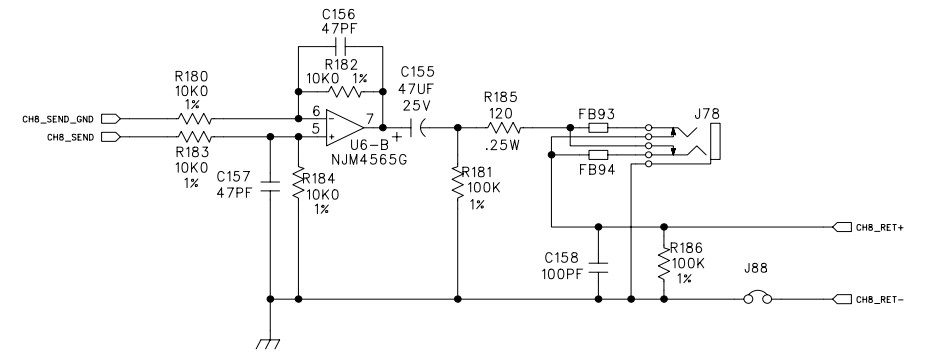 C156
47PF
R182
10K0 1%
C155
47UF
25V
R180
10K0
1%
R185
120
.25W
FB93
J78
CH8_SEND_GND
6
-
7
+
CH8_SEND
5
+
U6-B
NJM4565G
R183
10K0
1%
C157
47PF
R184
10K0
1%
R181
100K
1%
FB94
CH8_RET+
C158
100PF
R186
100K
1%
J88
CH8_RET-